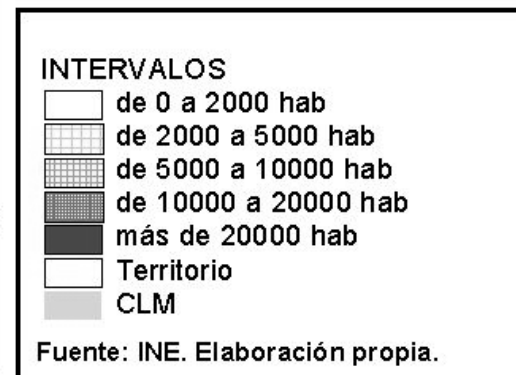 INTERVALOS
de 0 a 2000 hab
de 2000 a 5000 hab
de 5000 a 10000 hab
de 10000 a 20000 hab
más de 20000 hab
Territorio
CLM
Fuente: INE. Elaboración propia.